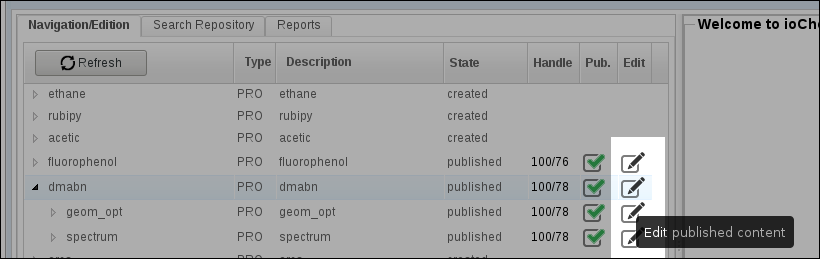 Navigation/Edition Search Repository Reports
Welcome to ioCh
Refresh Type Description State Handle Pub. Edit
ethane PRO ethane created
rubipy PRO rubipy created
acetic PRO acetic created
fluorophenol PRO fluorophenol published 100/76
dmabn PRO dmabn published 100/78
geom_opt PRO geom_opt published 100/78
spectrum PRO spectrum published 100/78
Edit published content